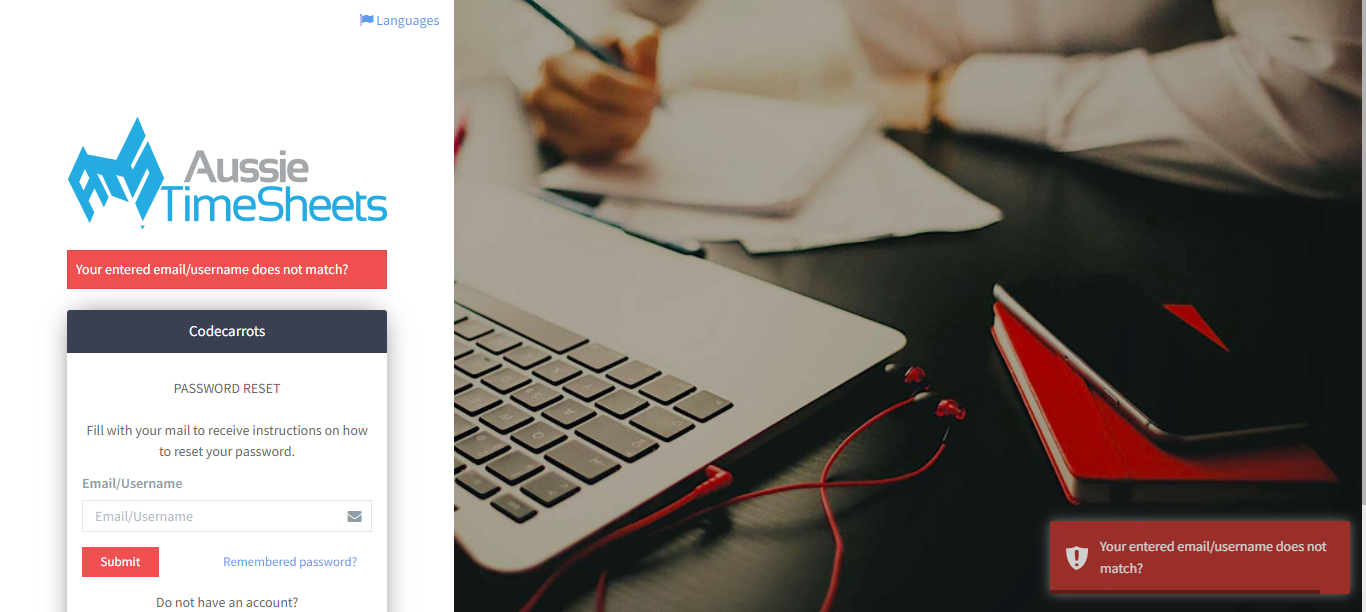 Languages
Aussie
TimeSheets
Your entered email/username does not match?
Codecarrots
PASSWORD RESET
Fill with your mail to receive instructions on how
to reset your password.
Email/Username
Email/Username
Submit
Remembered password?
Do not have an account?
Your entered email/username does not
match?